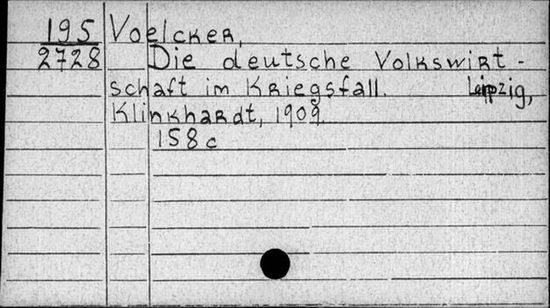 195 Voelcker,
2728 Die deutsche Volkswirt-
schaft im Kriegsfall. Leipzig,
Klinkhardt, 1909.
158 c